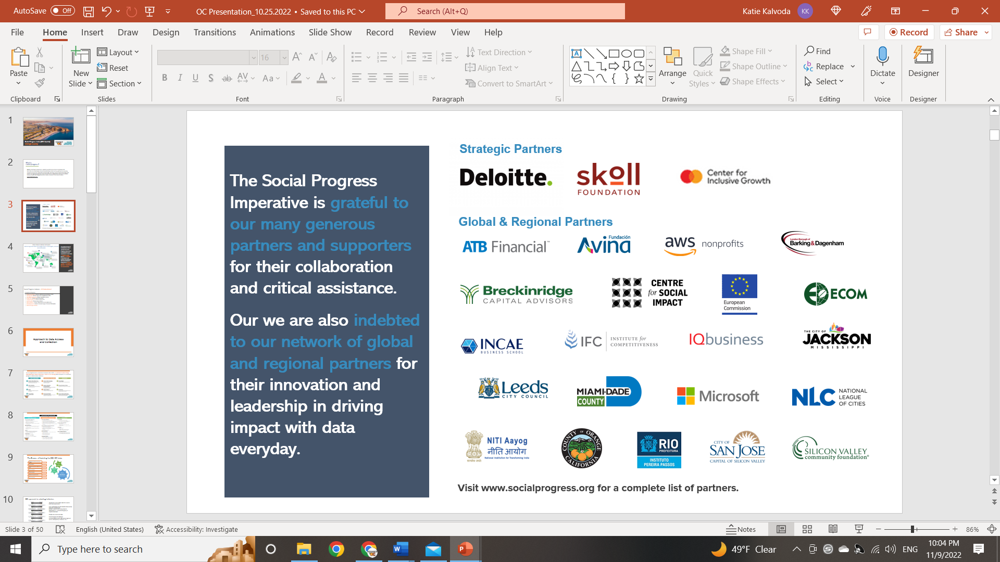 AutoSave Off
OC Presentation_10.25.2022 • Saved to this PC
Search (Alt+Q)
Katie Kalvoda KK
File Home Insert Draw Design Transitions Animations Slide Show Record Review View Help
Record Share
Paste
New
Slide
Layout
Reset
Section
16
B I U S ab AV Aa A
Text Direction
Align Text
Convert to SmartArt
Arrange
Quick
Styles
Shape Fill
Shape Outline
Shape Effects
Find
Replace
Select
Dictate
Designer
Clipboard Slides Font Paragraph Drawing Editing Voice Designer
1
2
3
4
5
6
Approach to Data Access
and Collection
7
8
9
10
The Social Progress
Imperative is grateful to
our many generous
partners and supporters
for their collaboration
and critical assistance.
Our we are also indebted
to our network of global
and regional partners for
their innovation and
leadership in driving
impact with data
everyday.
Strategic Partners
Deloitte.
skoll
FOUNDATION
Center for
Inclusive Growth
Global & Regional Partners
ATB Financial™
Fundación
Avina
aws nonprofits
London Borough of
Barking & Dagenham
Breckinridge
CAPITAL ADVISORS
CENTRE
for SOCIAL
IMPACT
European
Commission
ECOM
INCAE
BUSINESS SCHOOL
IFC
INSTITUTE for
COMPETITIVENESS
IQbusiness
THE CITY OF
JACKSON
MISSISSIPPI
Leeds
CITY COUNCIL
MIAMI-DADE
COUNTY
Microsoft
NLC
NATIONAL
LEAGUE
OF CITIES
NITI Aayog
नीति आयोग
National Institution for Transforming India
COUNTY OF ORANGE
CALIFORNIA
RIO
PREFEITURA
INSTITUTO
PEREIRA PASSOS
CITY OF
SAN JOSE
CAPITAL OF SILICON VALLEY
SILICON VALLEY
community foundation®
Visit www.socialprogress.org for a complete list of partners.
Slide 3 of 50 English (United States) Accessibility: Investigate
Notes 86%
Type here to search
49°F Clear
ENG
10:04 PM
11/9/2022